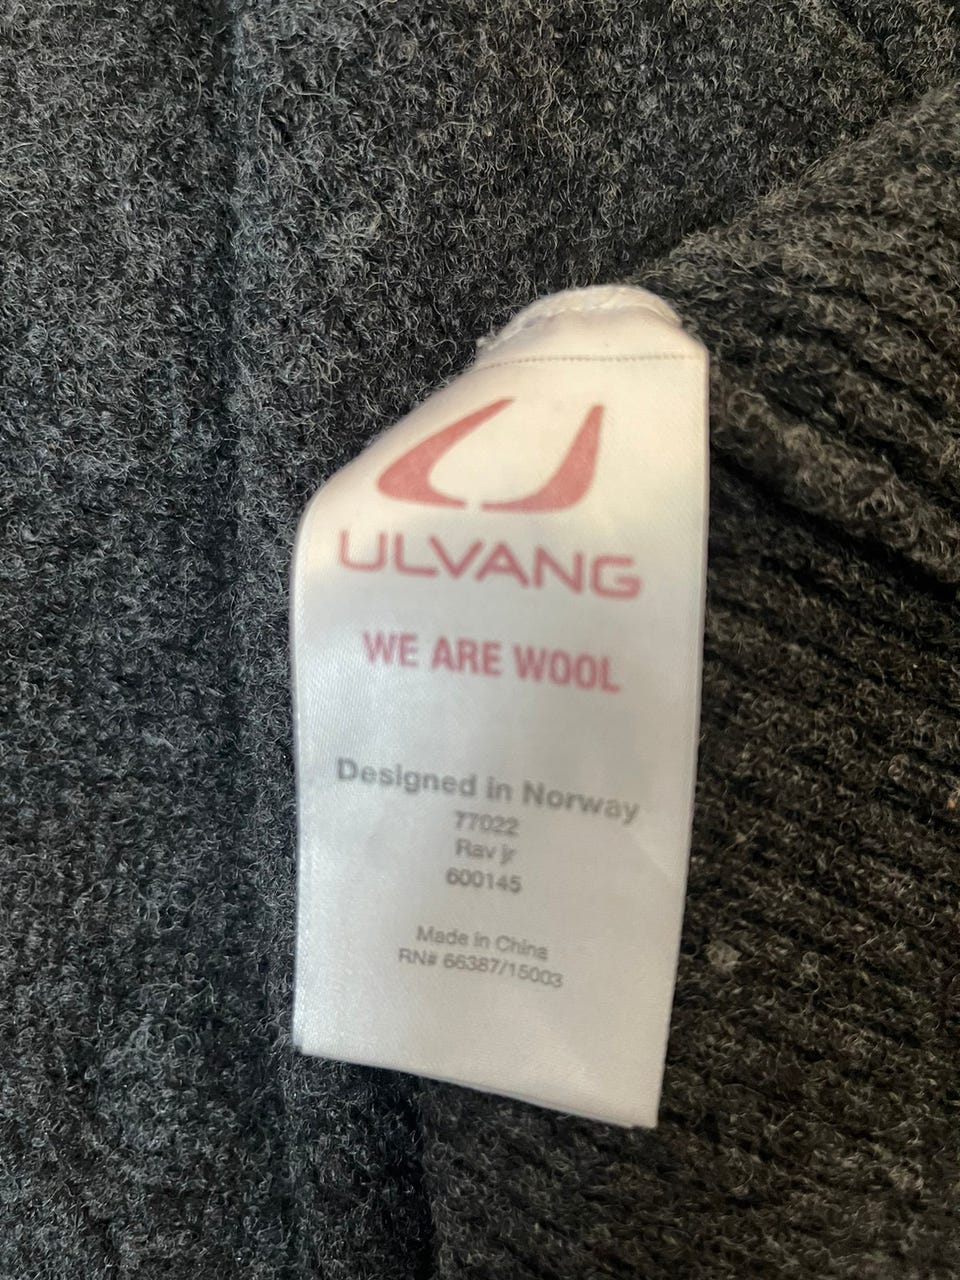 ULVANG
WE ARE WOOL
Designed in Norway
77022
Rav jr
600145
Made in China
RN# 66387/15003